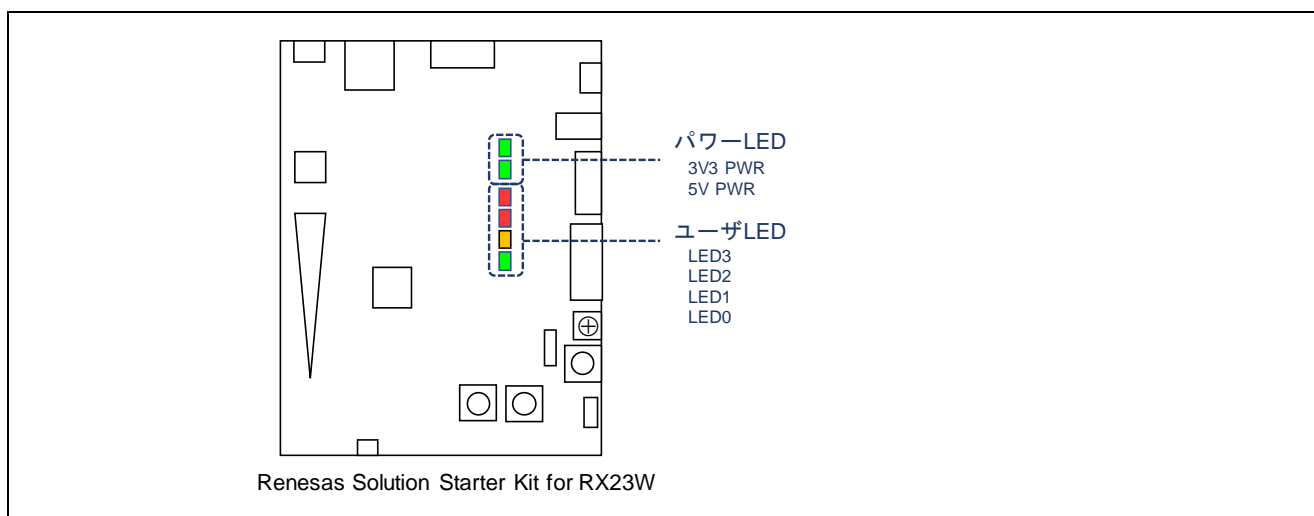 パワーLED
3V3 PWR
5V PWR
ユーザLED
LED3
LED2
LED1
LED0
Renesas Solution Starter Kit for RX23W